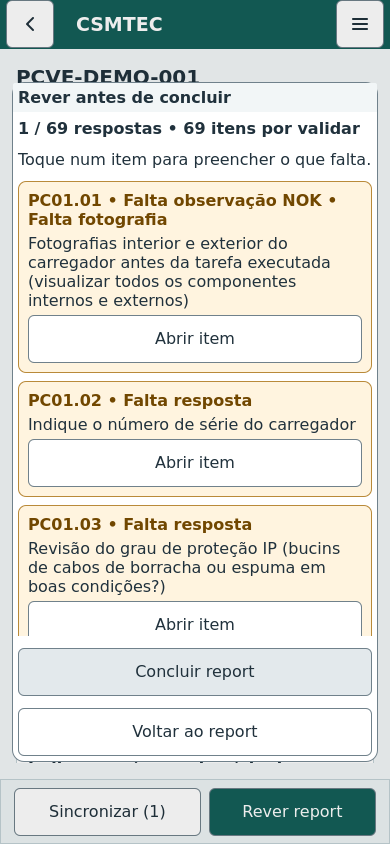 CSMTEC
PCVE-DEMO-001
Rever antes de concluir
1 / 69 respostas • 69 itens por validar
Toque num item para preencher o que falta.
PC01.01 • Falta observação NOK •
Falta fotografia
Fotografias interior e exterior do
carregador antes da tarefa executada
(visualizar todos os componentes
internos e externos)
Abrir item
PC01.02 • Falta resposta
Indique o número de série do carregador
Abrir item
PC01.03 • Falta resposta
Revisão do grau de proteção IP (bucins
de cabos de borracha ou espuma em
boas condições?)
Abrir item
Concluir report
Voltar ao report
Sincronizar (1)
Rever report